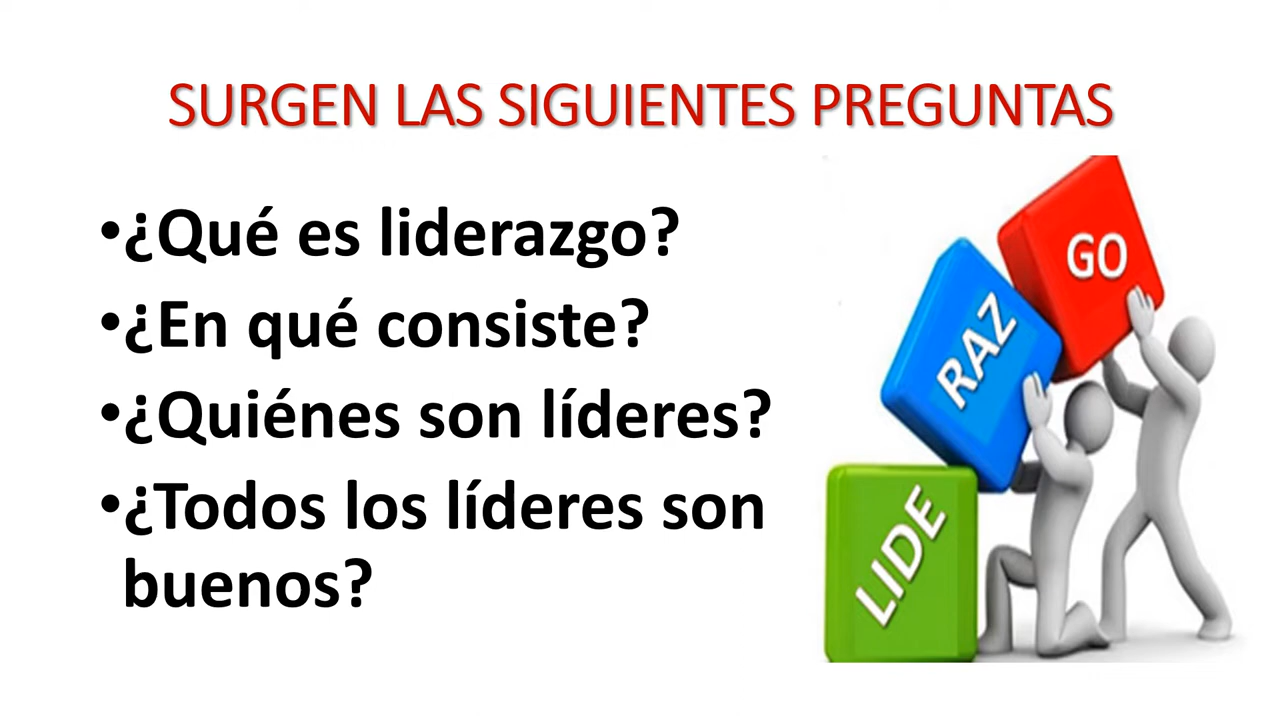 SURGEN LAS SIGUIENTES PREGUNTAS
•¿Qué es liderazgo?
•¿En qué consiste?
•¿Quiénes son líderes?
•¿Todos los líderes son
buenos?
LIDE
RAZ
GO